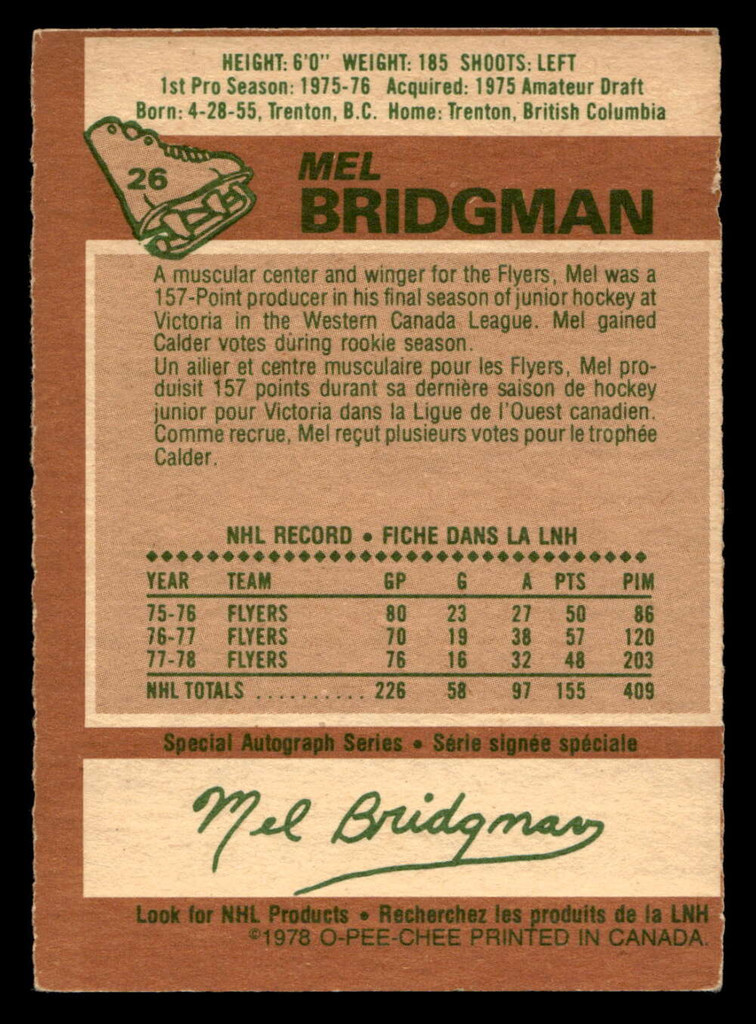 HEIGHT: 6'0" WEIGHT: 185 SHOOTS: LEFT
1st Pro Season: 1975-76 Acquired: 1975 Amateur Draft
Born: 4-28-55, Trenton, B.C. Home: Trenton, British Columbia
26
MEL
BRIDGMAN
A muscular center and winger for the Flyers, Mel was a
157-Point producer in his final season of junior hockey at
Victoria in the Western Canada League. Mel gained
Calder votes during rookie season.
Un ailier et centre musculaire pour les Flyers, Mel pro-
duisit 157 points durant sa dernière saison de hockey
junior pour Victoria dans la Ligue de l'Ouest canadien.
Comme recrue, Mel reçut plusieurs votes pour le trophée
Calder.
NHL RECORD • FICHE DANS LA LNH
YEAR TEAM GP G A PTS PIM
75-76 FLYERS 80 23 27 50 86
76-77 FLYERS 70 19 38 57 120
77-78 FLYERS 76 16 32 48 203
NHL TOTALS ........... 226 58 97 155 409
Special Autograph Series • Série signée spéciale
Mel Bridgman
Look for NHL Products • Recherchez les produits de la LNH
©1978 O-PEE-CHEE PRINTED IN CANADA.